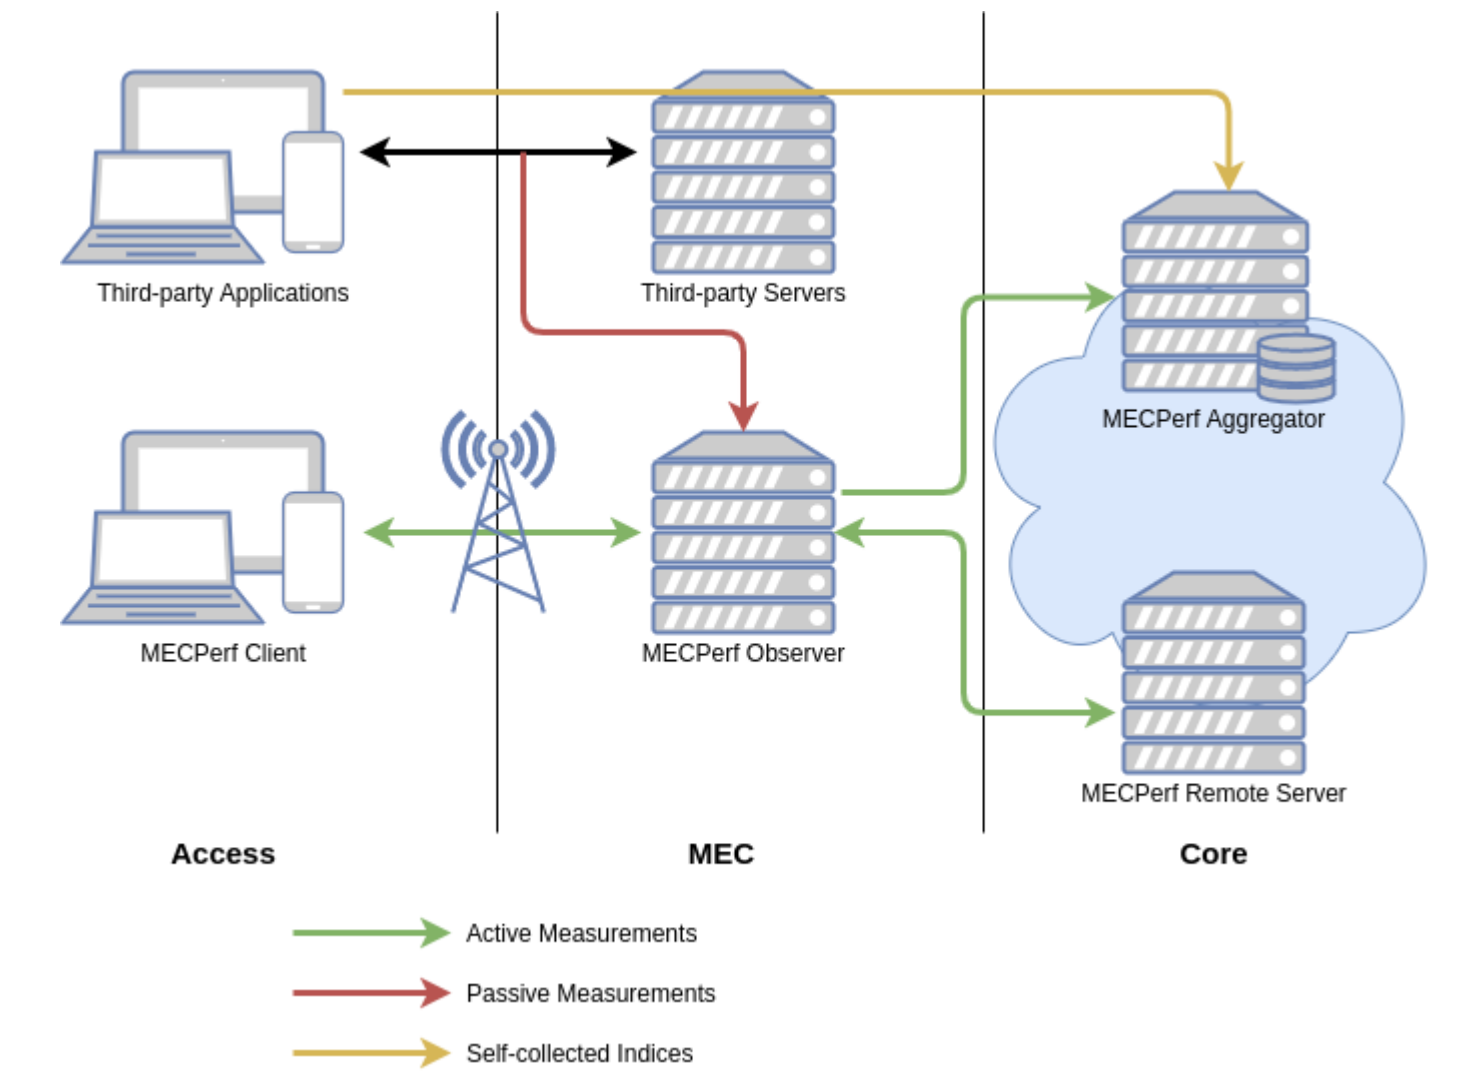 Third-party Applications
Third-party Servers
MECPerf Aggregator
MECPerf Client
MECPerf Observer
MECPerf Remote Server
Access
MEC
Core
Active Measurements
Passive Measurements
Self-collected Indices